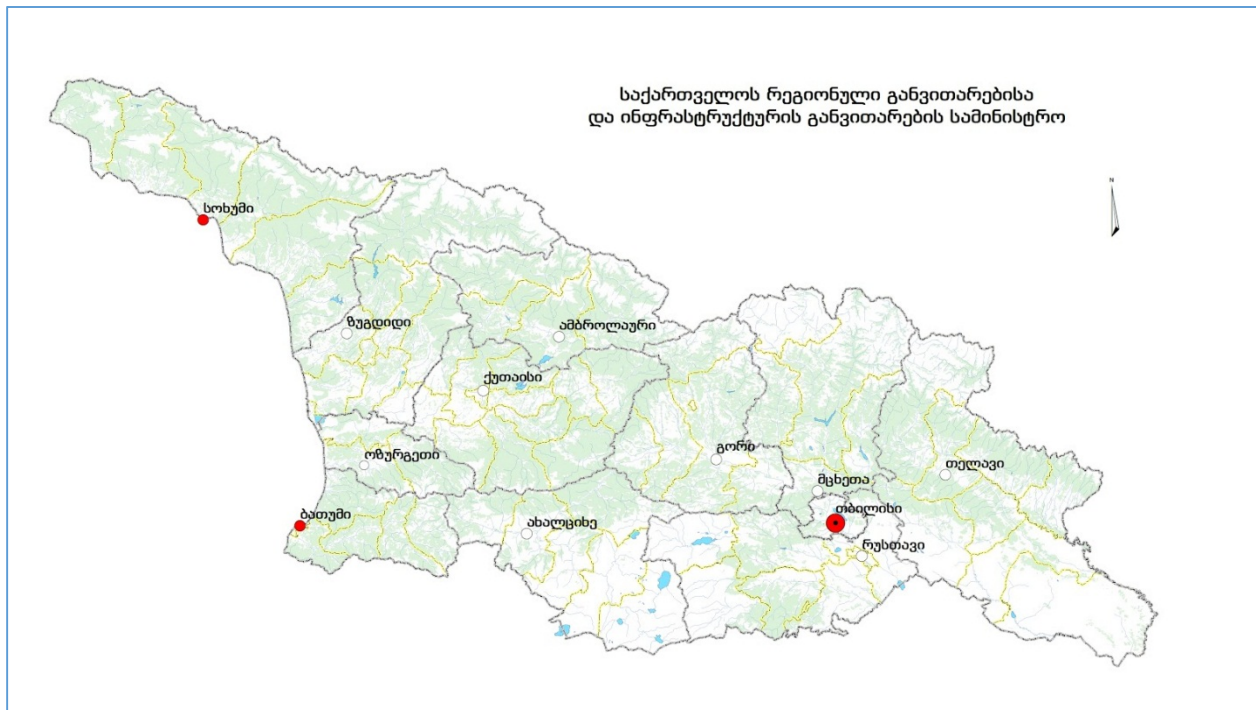 საქართველოს რეგიონული განვითარებისა
და ინფრასტრუქტურის განვითარების სამინისტრო
N
სოხუმი
ზუგდიდი
ამბროლაური
ქუთაისი
ოზურგეთი
გორი
თელავი
მცხეთა
თბილისი
ბათუმი
ახალციხე
რუსთავი